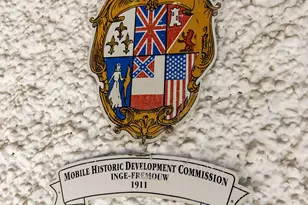 MOBILE HISTORIC DEVELOPMENT COMMISSION
INGE-FREMOUW
1911